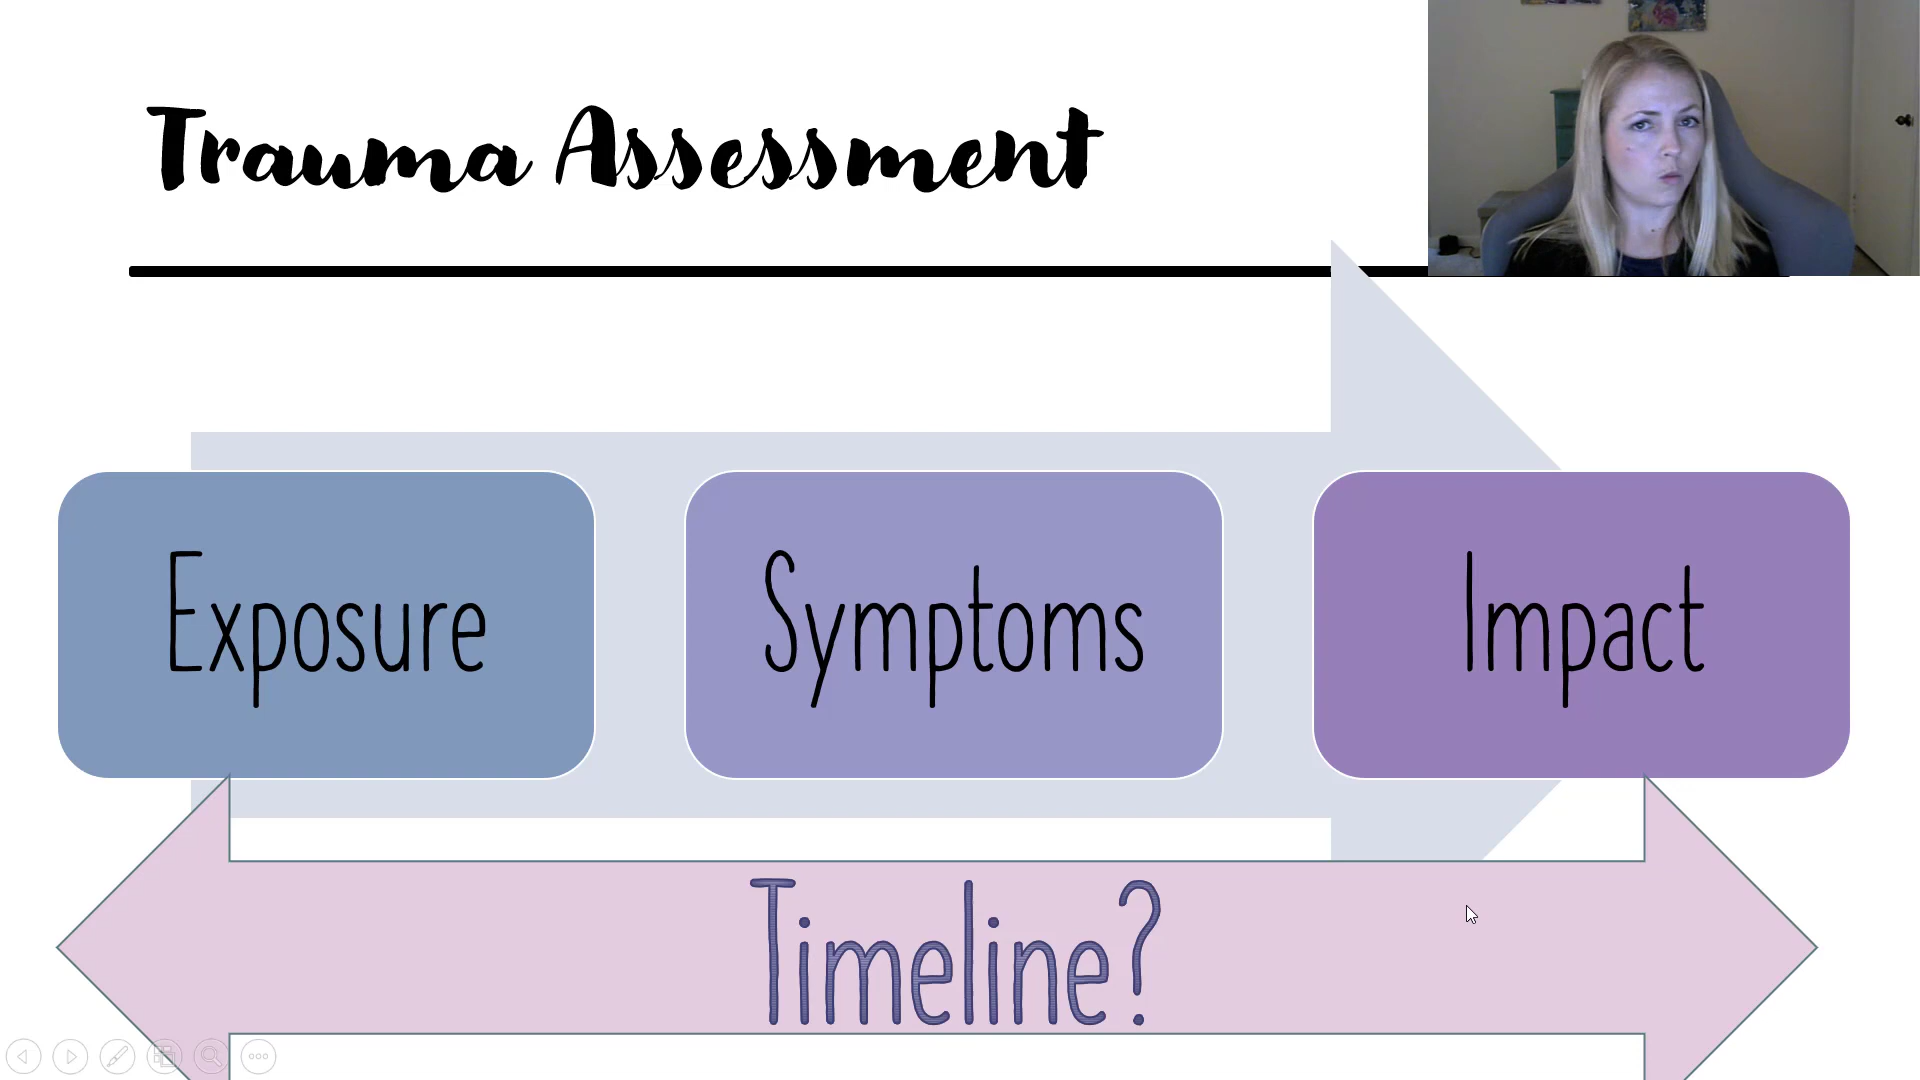 Trauma Assessment
Exposure
Symptoms
Impact
Timeline?